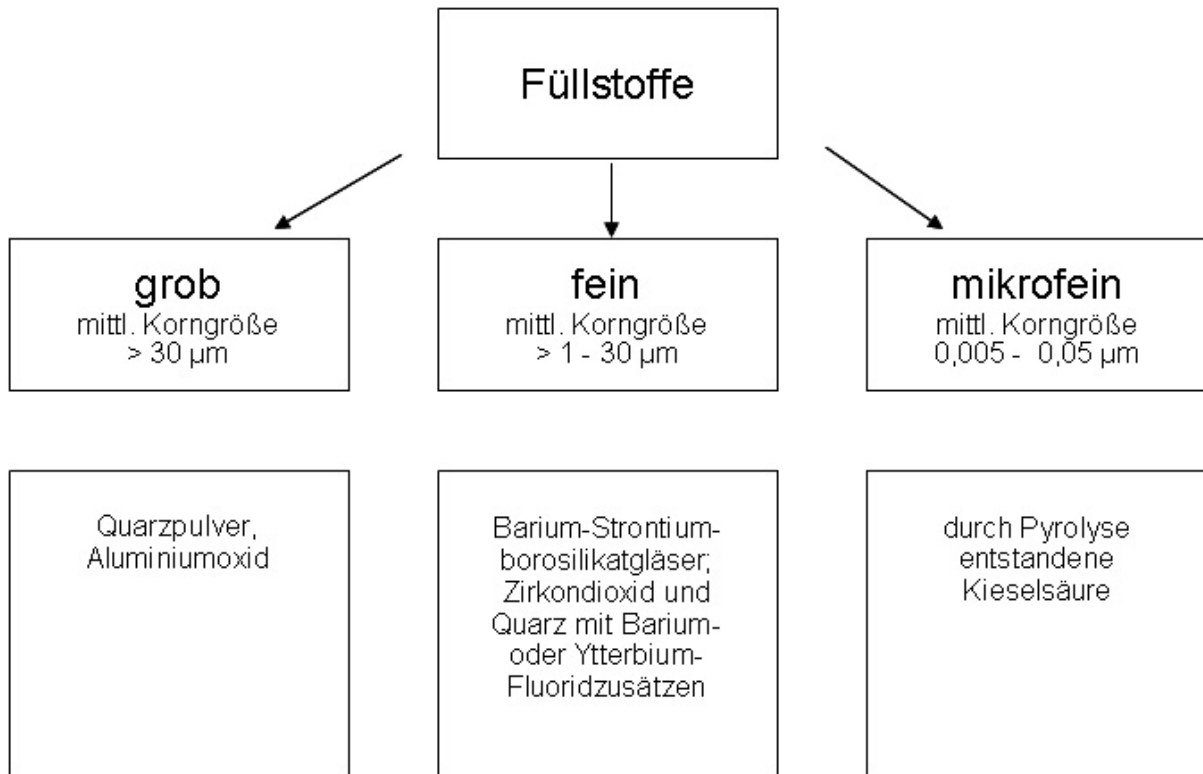 Füllstoffe
grob
mittl. Korngröße
> 30 µm
fein
mittl. Korngröße
> 1 - 30 µm
mikrofein
mittl. Korngröße
0,005 - 0,05 µm
Quarzpulver,
Aluminiumoxid
Barium-Strontium-
borosilikatgläser;
Zirkondioxid und
Quarz mit Barium-
oder Ytterbium-
Fluoridzusätzen
durch Pyrolyse
entstandene
Kieselsäure